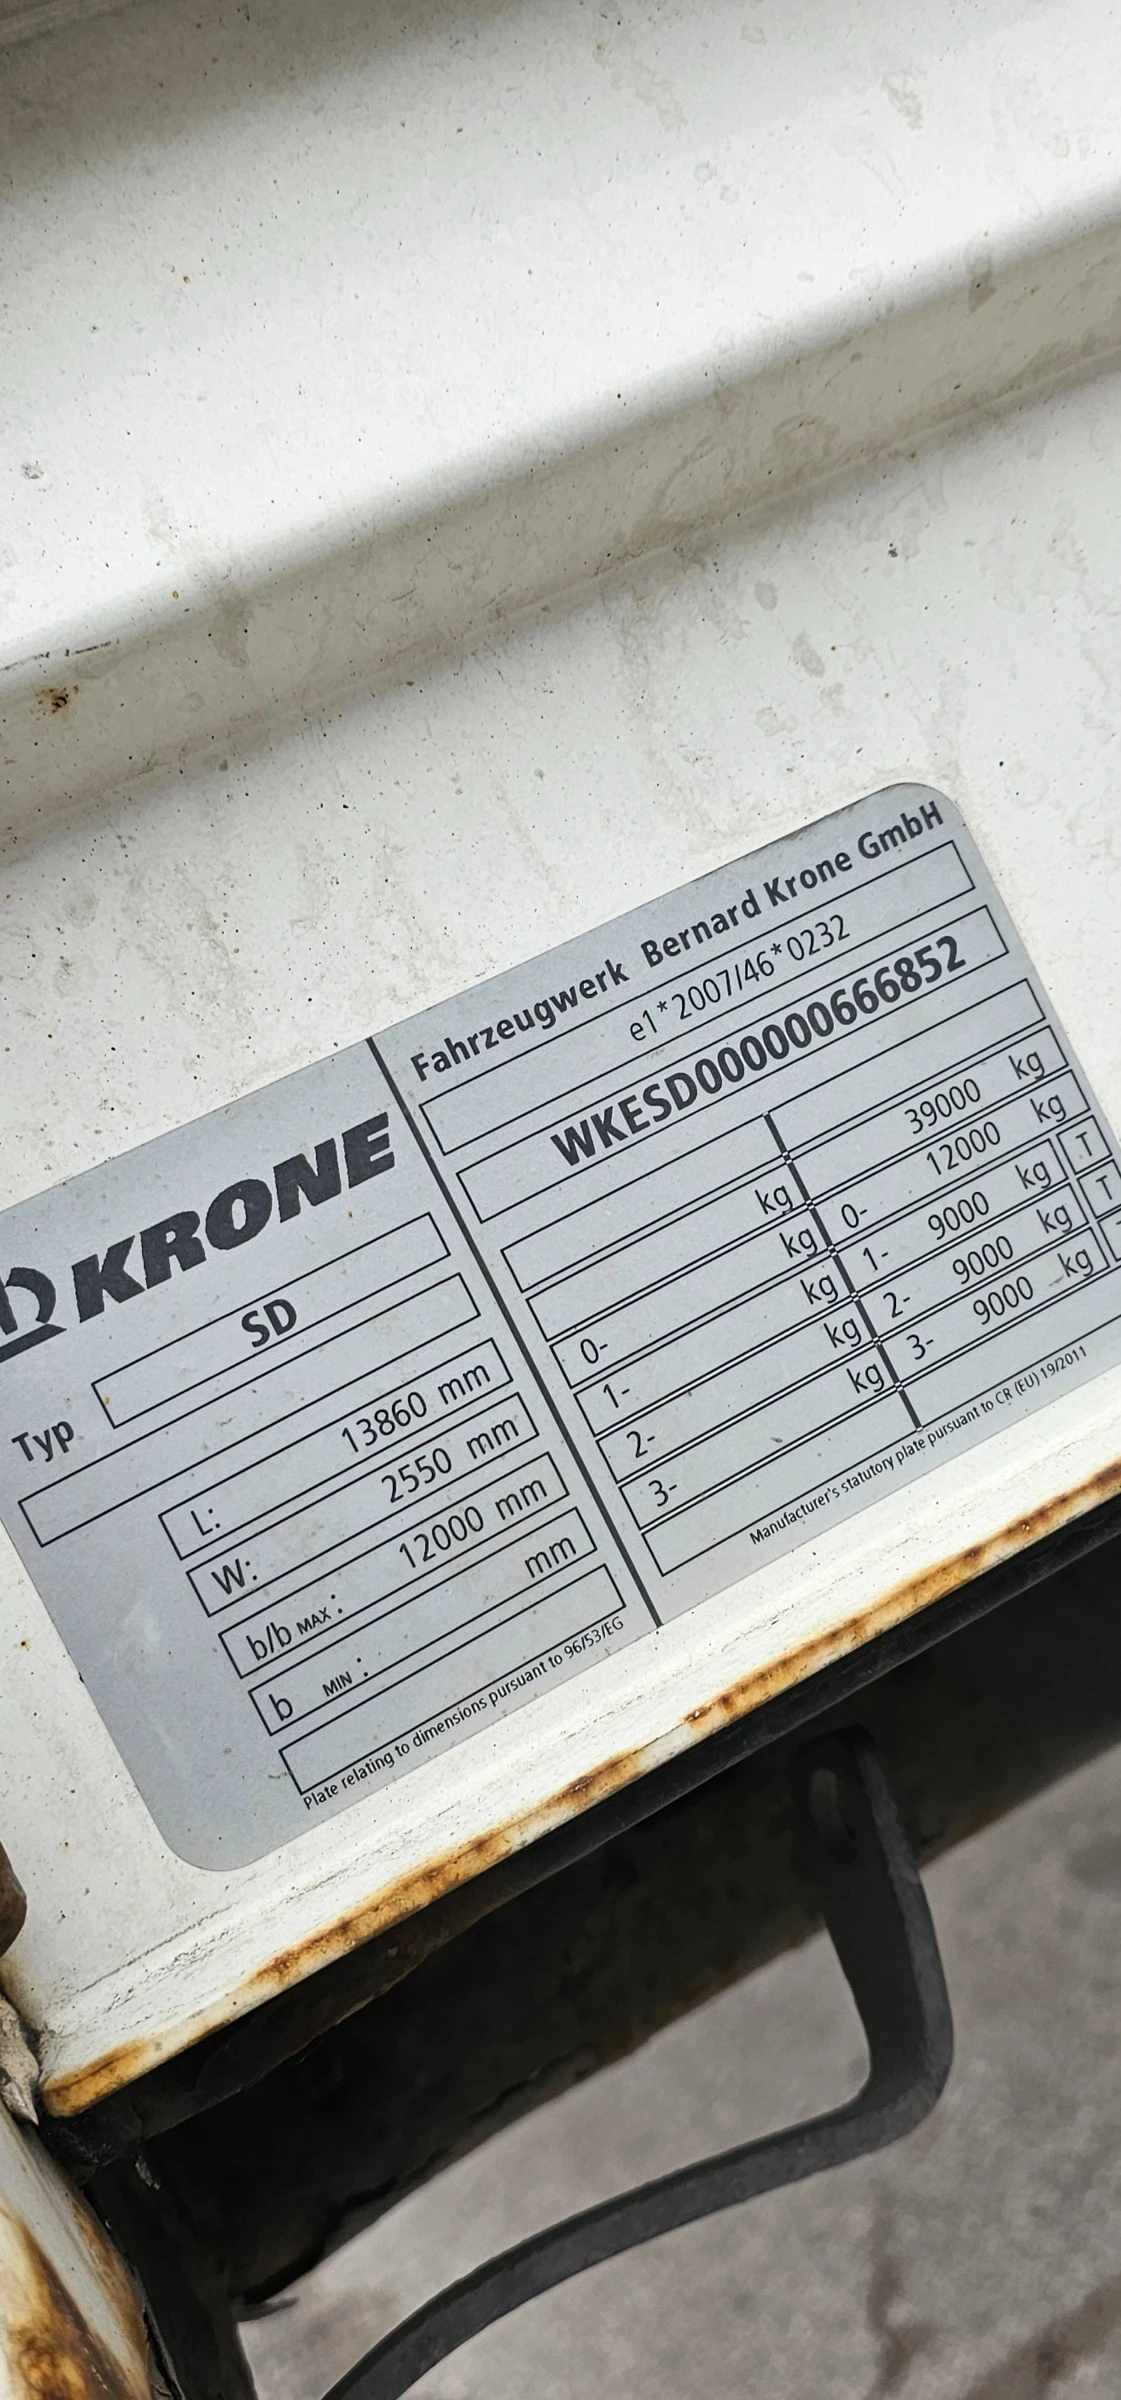 KRONE
Typ SD
L: 13860 mm
W: 2550 mm
b/b MAX : 12000 mm
b MIN : mm
Plate relating to dimensions pursuant to 96/53/EG
Fahrzeugwerk Bernard Krone GmbH
e1*2007/46*0232
WKESD000000666852
kg 39000 kg
kg 0- 12000 kg
0- kg 1- 9000 kg T
1- kg 2- 9000 kg T
2- kg 3- 9000 kg
3-
Manufacturer's statutory plate pursuant to CR (EU) 19/2011